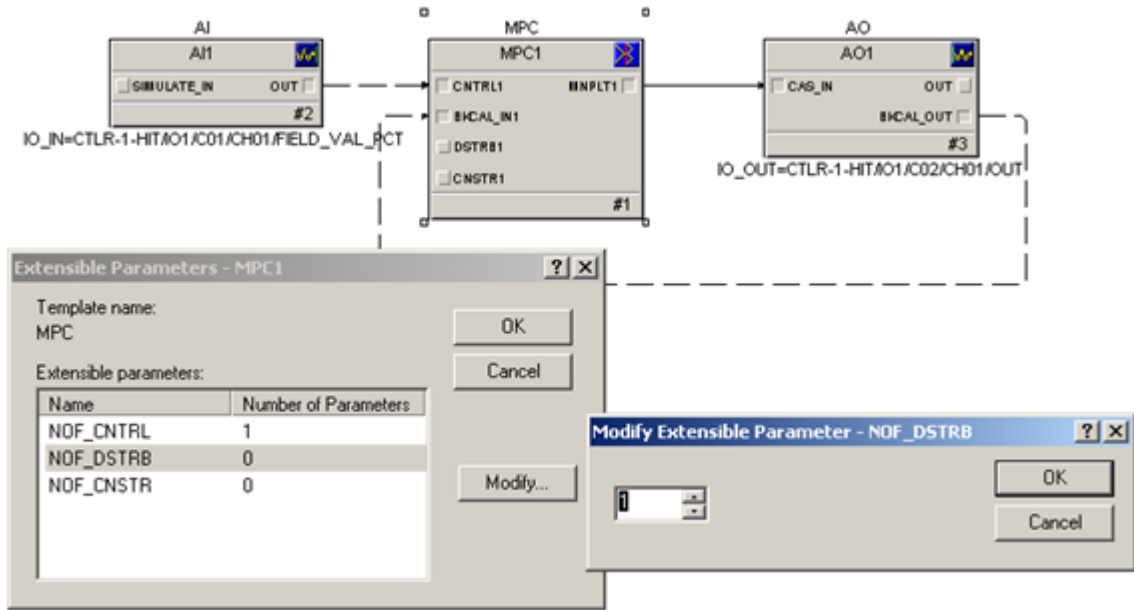 AI
MPC
AO
AI1
MPC1
AO1
SIMULATE_IN OUT
CNTRL1 MNPLT1
CAS_IN OUT
#2
BKCAL_IN1
BKCAL_OUT
IO_IN=CTLR-1-HIT/IO1/C01/CH01/FIELD_VAL_PCT
DSTRB1
#3
CNSTR1
IO_OUT=CTLR-1-HIT/IO1/C02/CH01/OUT
#1
Extensible Parameters - MPC1
Template name:
MPC
OK
Cancel
Extensible parameters:
Name Number of Parameters
NOF_CNTRL 1
NOF_DSTRB 0
NOF_CNSTR 0
Modify...
Modify Extensible Parameter - NOF_DSTRB
1
OK
Cancel